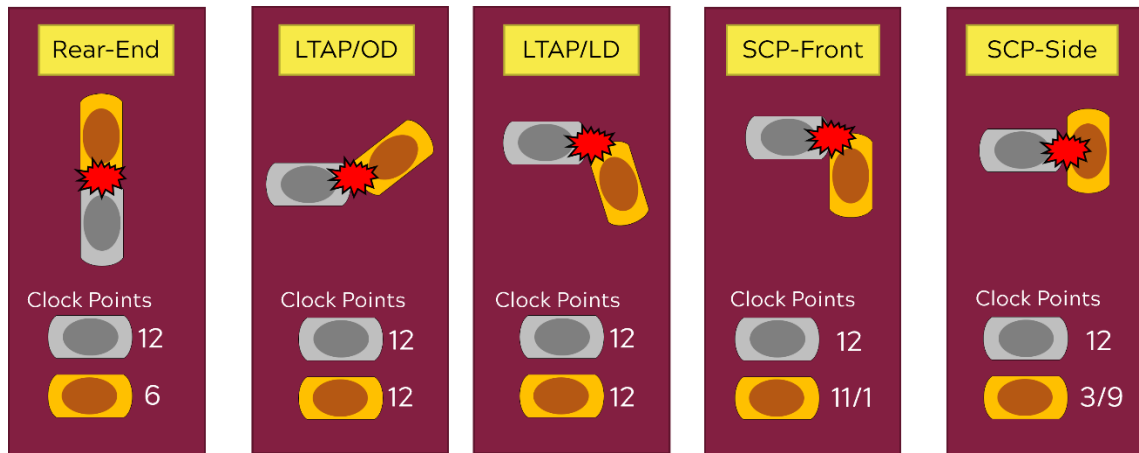 Rear-End
Clock Points
12
6
LTAP/OD
Clock Points
12
12
LTAP/LD
Clock Points
12
12
SCP-Front
Clock Points
12
11/1
SCP-Side
Clock Points
12
3/9